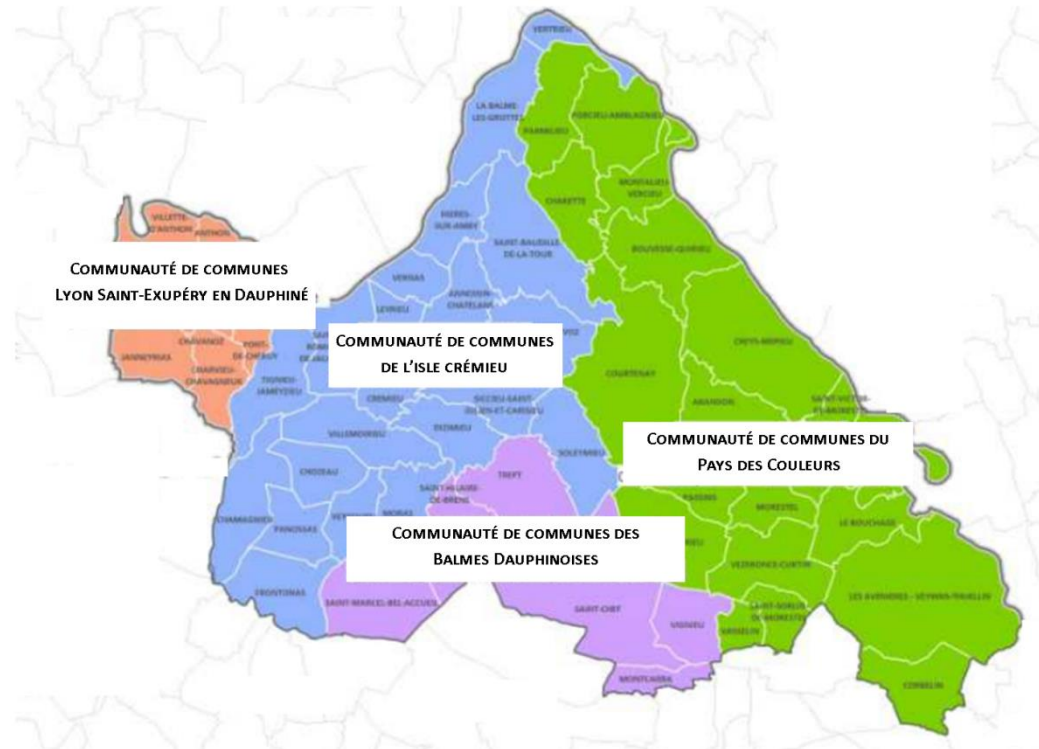 VERTRIEU
LA BALME-
LES-GROTTES
PARMILIEU
PORCIEU-AMBLAGNIEU
MONTALIEU-
VERCIEU
CHARETTE
HIERES-
SUR-AMBY
VILLETTE-
D'ANTHON
ANTHON
SAINT-BAUDILLE-
DE-LA-TOUR
BOUVESSE-QUIRIEU
COMMUNAUTÉ DE COMMUNES
LYON SAINT-EXUPÉRY EN DAUPHINÉ
VERNAS
ANNOISIN-
CHATELANS
LEYRIEU
COMMUNAUTÉ DE COMMUNES
DE L'ISLE CRÉMIEU
CHAVANOZ
PONT-
DE-CHERUY
JANNEYRIAS
CHARVIEU-
CHAVAGNEUX
CREYS-MEPIEU
COURTENAY
TIGNIEU-
JAMEYZIEU
CREMIEU
SICCIEU-SAINT-
JULIEN-ET-CARISIEU
ARANDON
SAINT-VICTOR-
DE-MORESTEL
VILLEMOIRIEU
DIZIMIEU
COMMUNAUTÉ DE COMMUNES DU
PAYS DES COULEURS
SOLEYMIEU
CHOZEAU
TREPT
SAINT-HILAIRE-
DE-BRENS
PASSINS
MORESTEL
CHAMAGNIEU
PANOSSAS
MORAS
LE BOUCHAGE
COMMUNAUTÉ DE COMMUNES DES
BALMES DAUPHINOISES
VEZERONCE-CURTIN
FRONTONAS
SAINT-MARCEL-BEL-ACCUEIL
SAINT-CHEF
LES AVENIERES - VEYRINS-THUELLIN
SAINT-SORLIN-
DE-MORESTEL
VIGNIEU
VASSELIN
MONTCARRA
CORBELIN